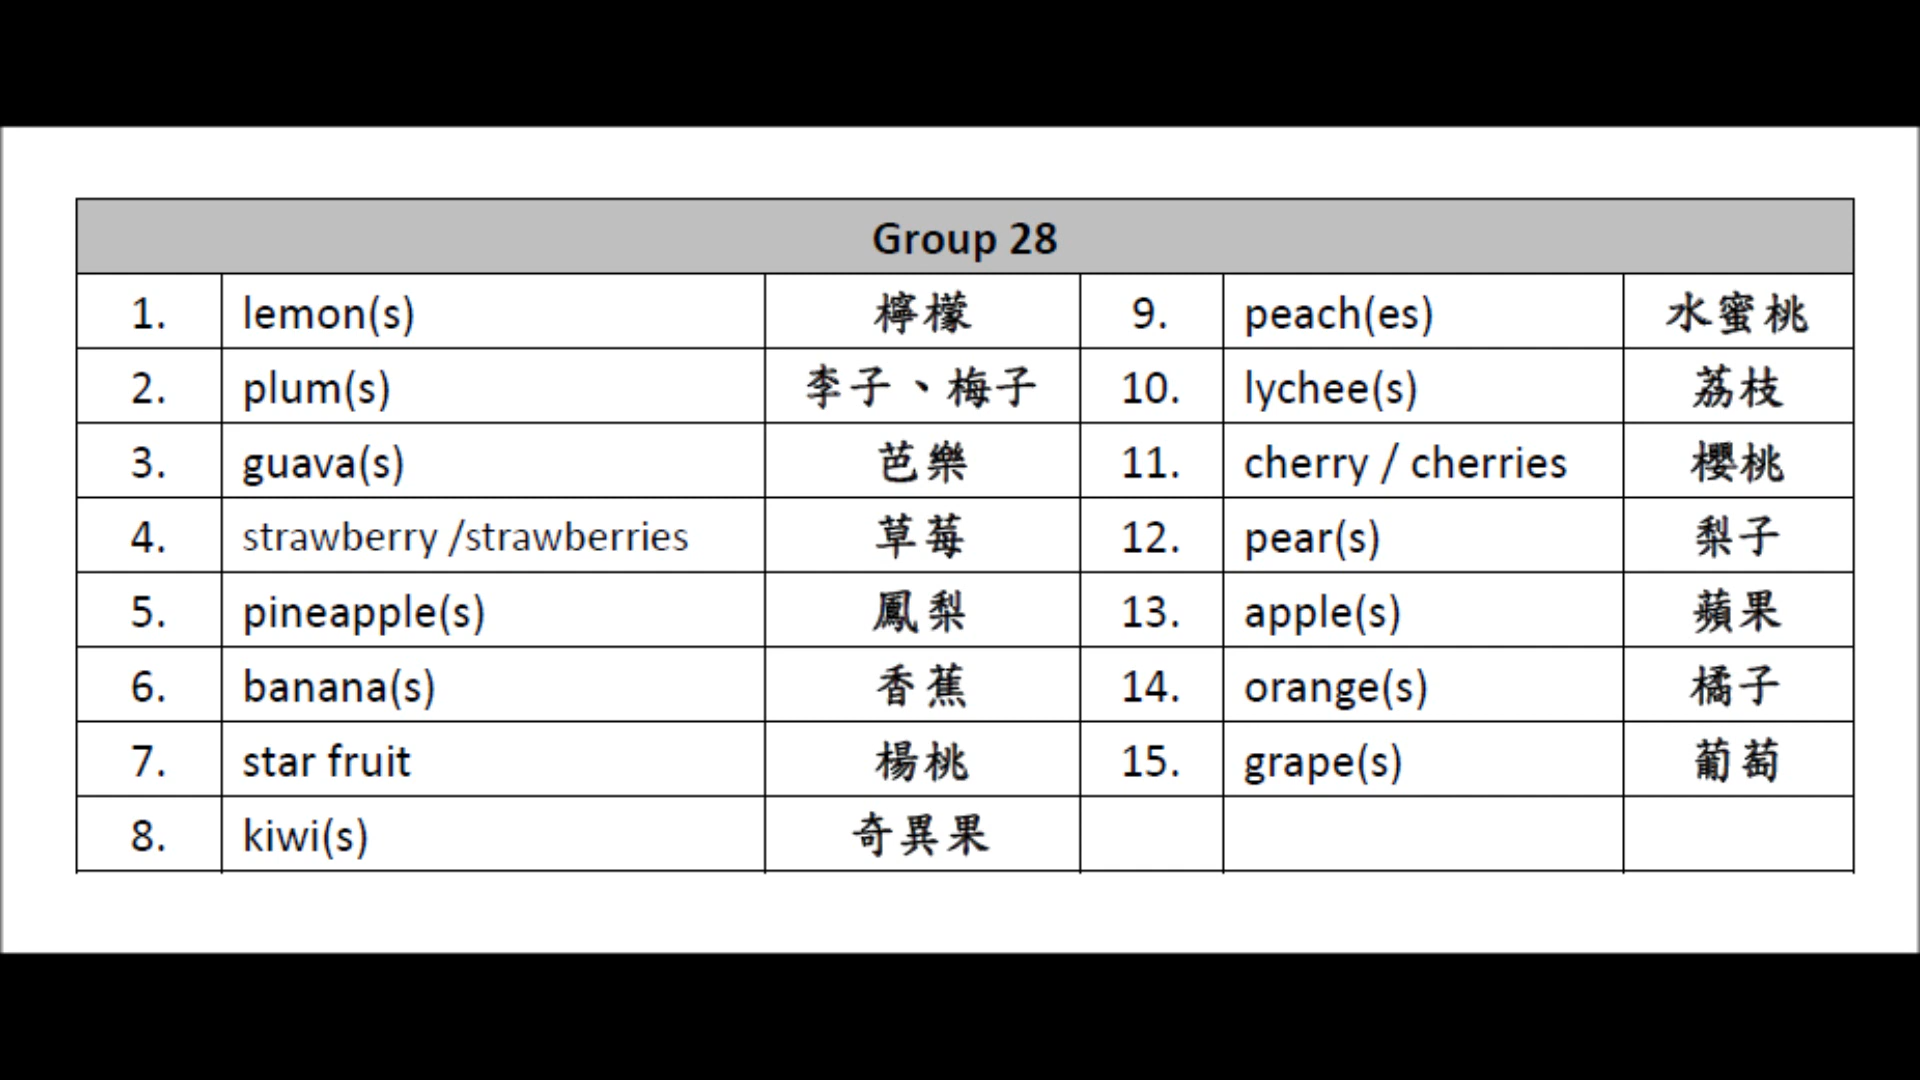 Group 28
1. lemon(s) 檸檬 9. peach(es) 水蜜桃
2. plum(s) 李子、梅子 10. lychee(s) 荔枝
3. guava(s) 芭樂 11. cherry / cherries 櫻桃
4. strawberry /strawberries 草莓 12. pear(s) 梨子
5. pineapple(s) 鳳梨 13. apple(s) 蘋果
6. banana(s) 香蕉 14. orange(s) 橘子
7. star fruit 楊桃 15. grape(s) 葡萄
8. kiwi(s) 奇異果